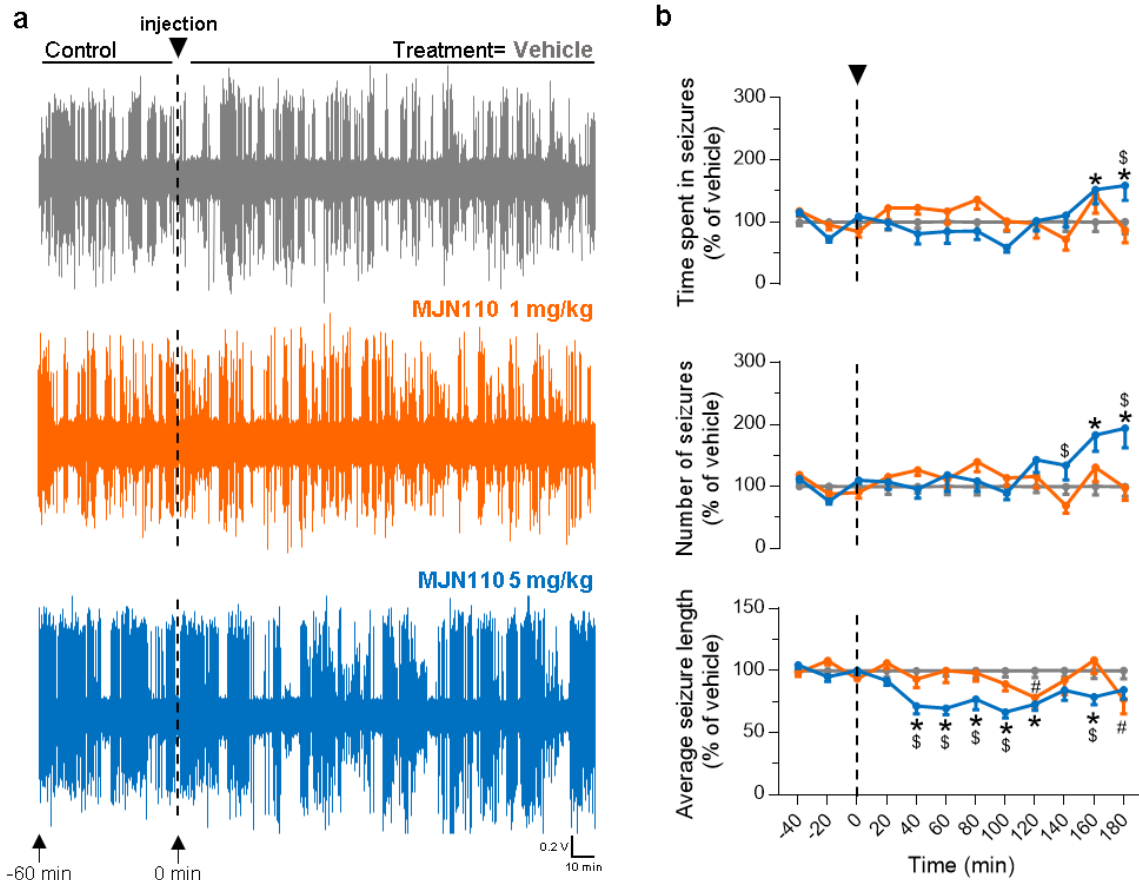 a
injection
Control
Treatment= Vehicle
MJN110 1 mg/kg
MJN110 5 mg/kg
0.2 V
10 min
-60 min
0 min
b
Time spent in seizures
(% of vehicle)
300
200
100
0
*
$
*
Number of seizures
(% of vehicle)
300
200
100
0
$
*
$
*
Average seizure length
(% of vehicle)
150
100
50
0
#
* * * * * *
$ $ $ $ $ #
-40 -20 0 20 40 60 80 100 120 140 160 180
Time (min)